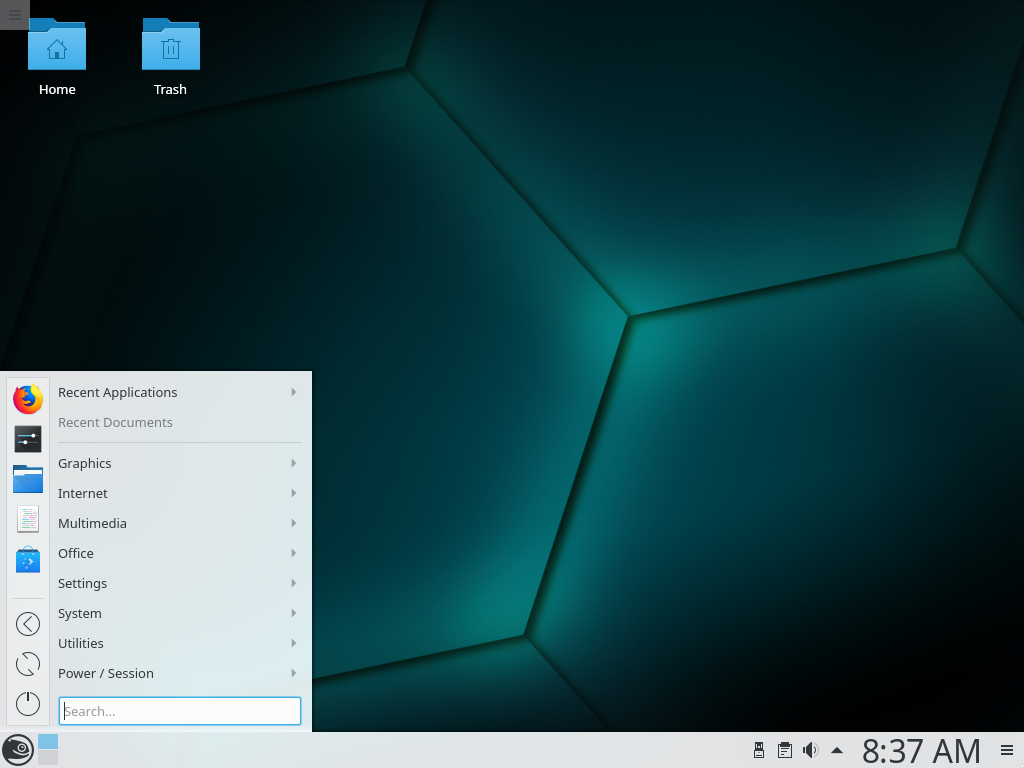 Home
Trash
Recent Applications
Recent Documents
Graphics
Internet
Multimedia
Office
Settings
System
Utilities
Power / Session
Search...
8:37 AM